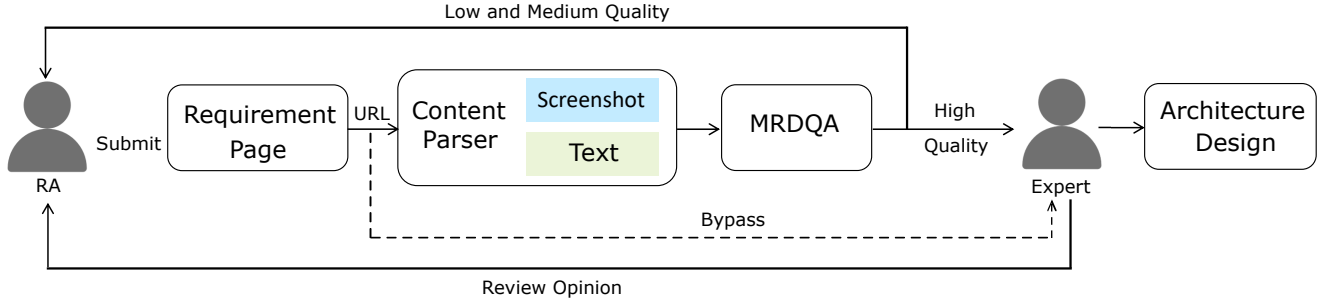 Low and Medium Quality
RA
Submit
Requirement
Page
URL
Content
Parser
Screenshot
Text
MRDQA
High
Quality
Expert
Architecture
Design
Bypass
Review Opinion